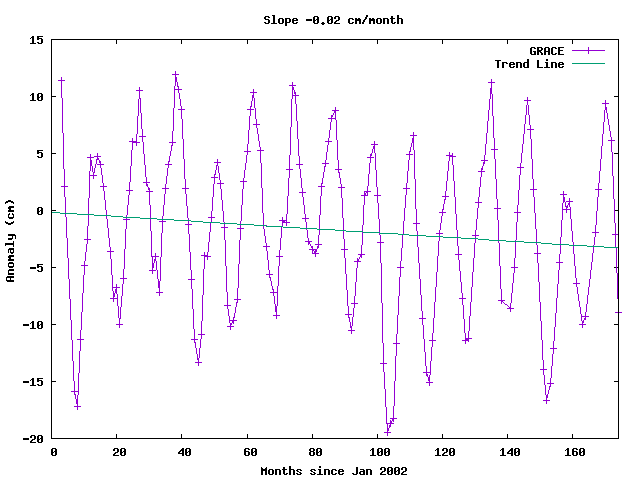 Slope -0.02 cm/month
GRACE
Trend Line
15
10
5
0
-5
-10
-15
-20
Anomaly (cm)
0 20 40 60 80 100 120 140 160
Months since Jan 2002